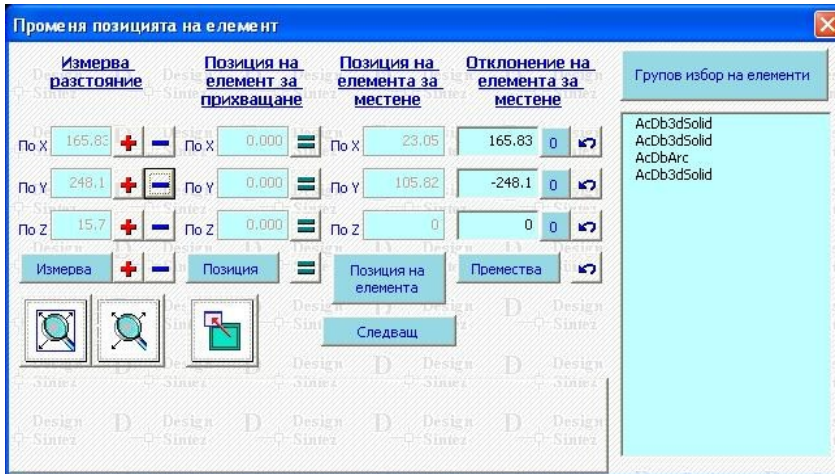 Променя позицията на елемент
Измерва
разстояние
Позиция на
елемент за
прихващане
Позиция на
елемента за
местене
Отклонение на
елемента за
местене
Групов избор на елементи
По X 165.83 По X 0.000 По X 23.05 165.83 0
По Y 248.1 По Y 0.000 По Y 105.82 -248.1 0
По Z 15.7 По Z 0.000 По Z 0 0 0
Измерва Позиция Позиция на
елемента
Премества
Следващ
AcDb3dSolid
AcDb3dSolid
AcDbArc
AcDb3dSolid
Design
Sintez